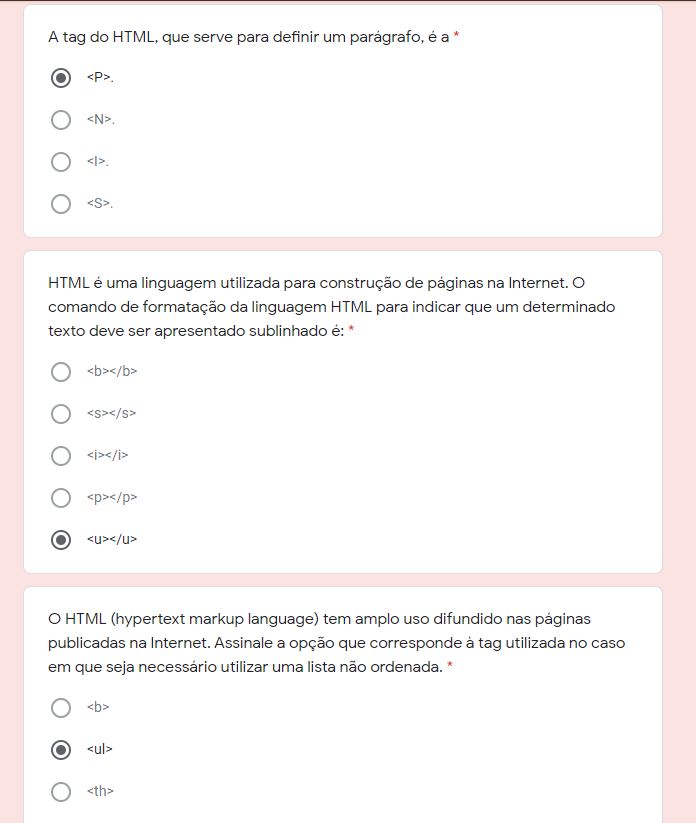 A tag do HTML, que serve para definir um parágrafo, é a *
<P>.
<N>.
<I>.
<S>.
HTML é uma linguagem utilizada para construção de páginas na Internet. O
comando de formatação da linguagem HTML para indicar que um determinado
texto deve ser apresentado sublinhado é: *
<b></b>
<s></s>
<i></i>
<p></p>
<u></u>
O HTML (hypertext markup language) tem amplo uso difundido nas páginas
publicadas na Internet. Assinale a opção que corresponde à tag utilizada no caso
em que seja necessário utilizar uma lista não ordenada. *
<b>
<ul>
<th>